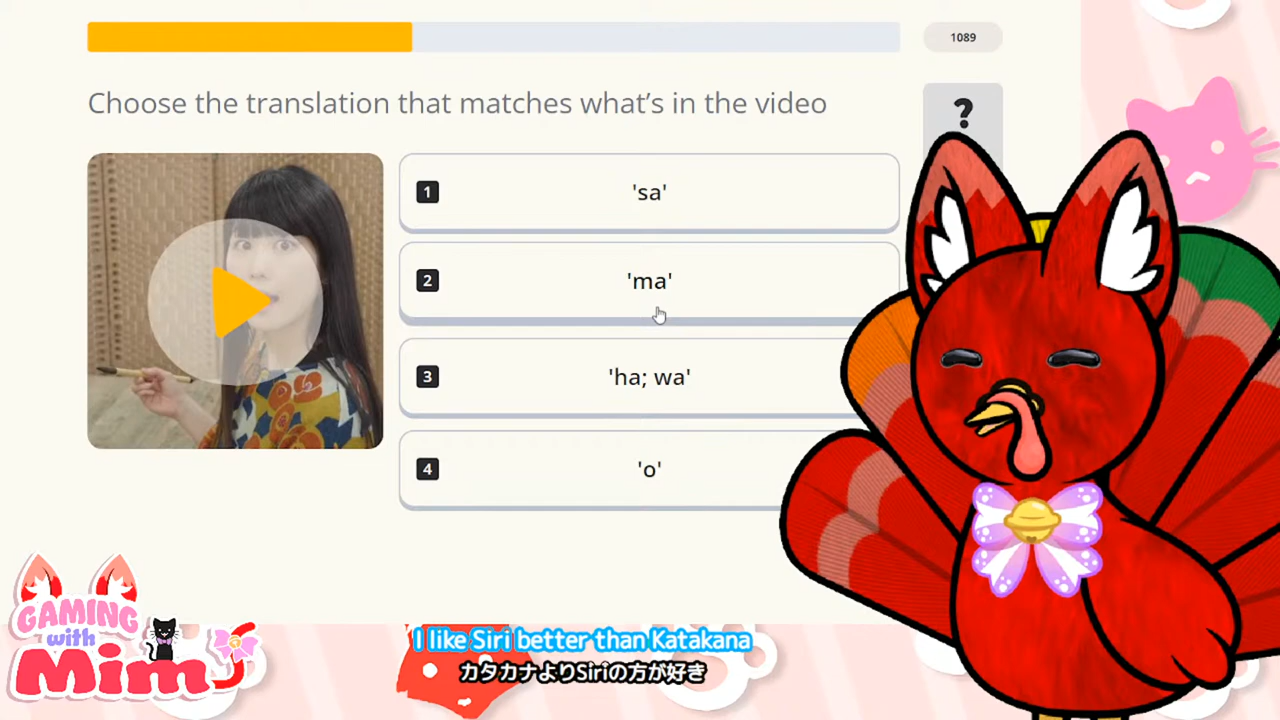 1089
Choose the translation that matches what's in the video
?
1 'sa'
2 'ma'
3 'ha; wa'
4 'o'
GAMING
with
Mim
I like Siri better than Katakana
カタカナよりSiriの方が好き